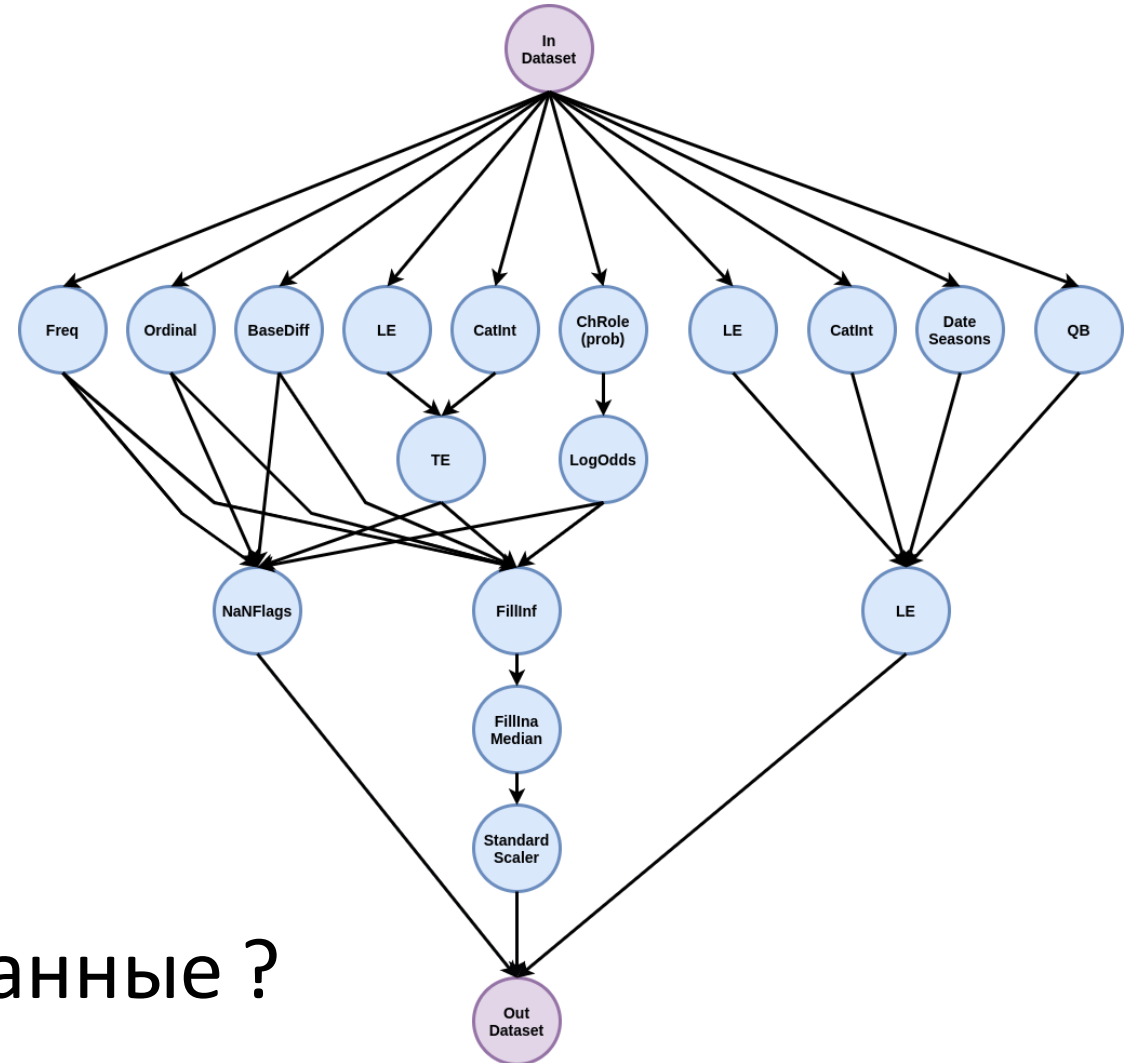 In
Dataset
Freq
Ordinal
BaseDiff
LE
CatInt
ChRole
(prob)
LE
CatInt
Date
Seasons
QB
TE
LogOdds
NaNFlags
FillInf
LE
FillIna
Median
Standard
Scaler
анные ?
Out
Dataset